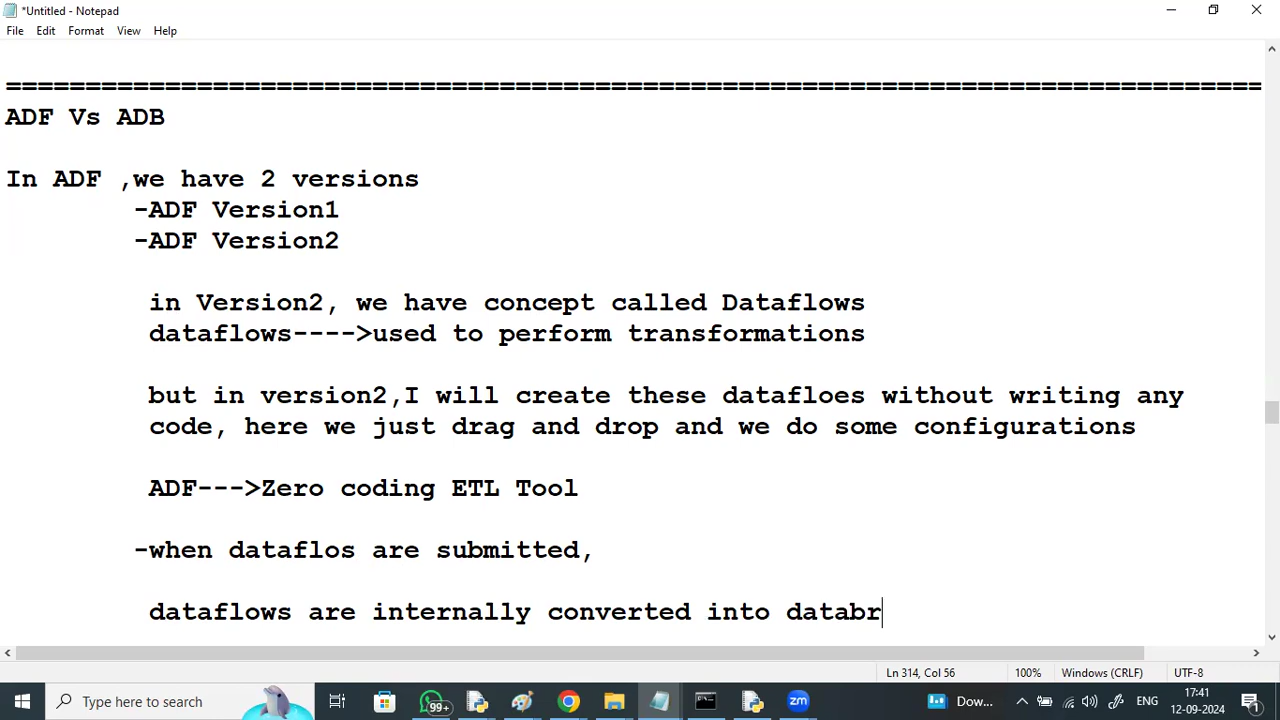 *Untitled - Notepad
File Edit Format View Help
================================================================================
ADF Vs ADB
In ADF ,we have 2 versions
-ADF Version1
-ADF Version2
in Version2, we have concept called Dataflows
dataflows---->used to perform transformations
but in version2,I will create these datafloes without writing any
code, here we just drag and drop and we do some configurations
ADF--->Zero coding ETL Tool
-when dataflos are submitted,
dataflows are internally converted into databr
Ln 314, Col 56 100% Windows (CRLF) UTF-8
Type here to search 99+ zm Dow... ENG 17:41
12-09-2024 1